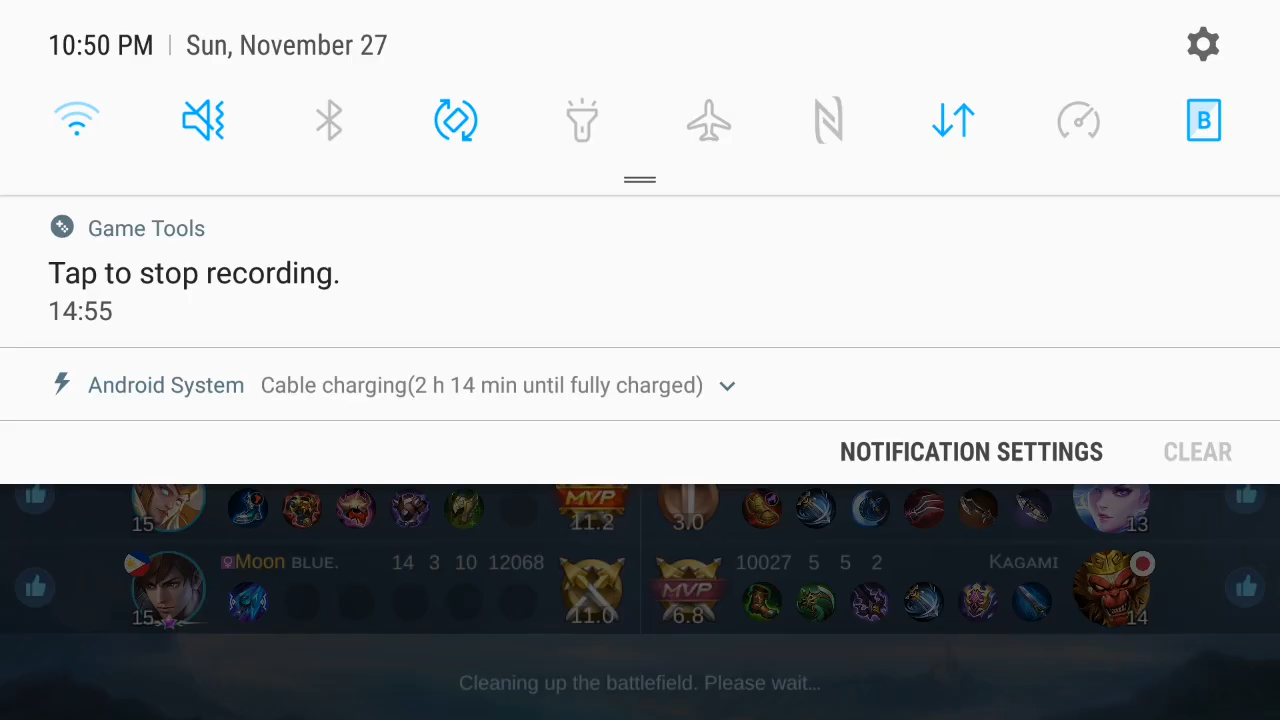 10:50 PM | Sun, November 27
B
Game Tools
Tap to stop recording.
14:55
Android System Cable charging(2 h 14 min until fully charged)
NOTIFICATION SETTINGS CLEAR
15 MVP 11.2 3.0 13
Moon BLUE. 14 3 10 12068 10027 5 5 2 KAGAMI
15 11.0 MVP 6.8 14
Cleaning up the battlefield. Please wait...